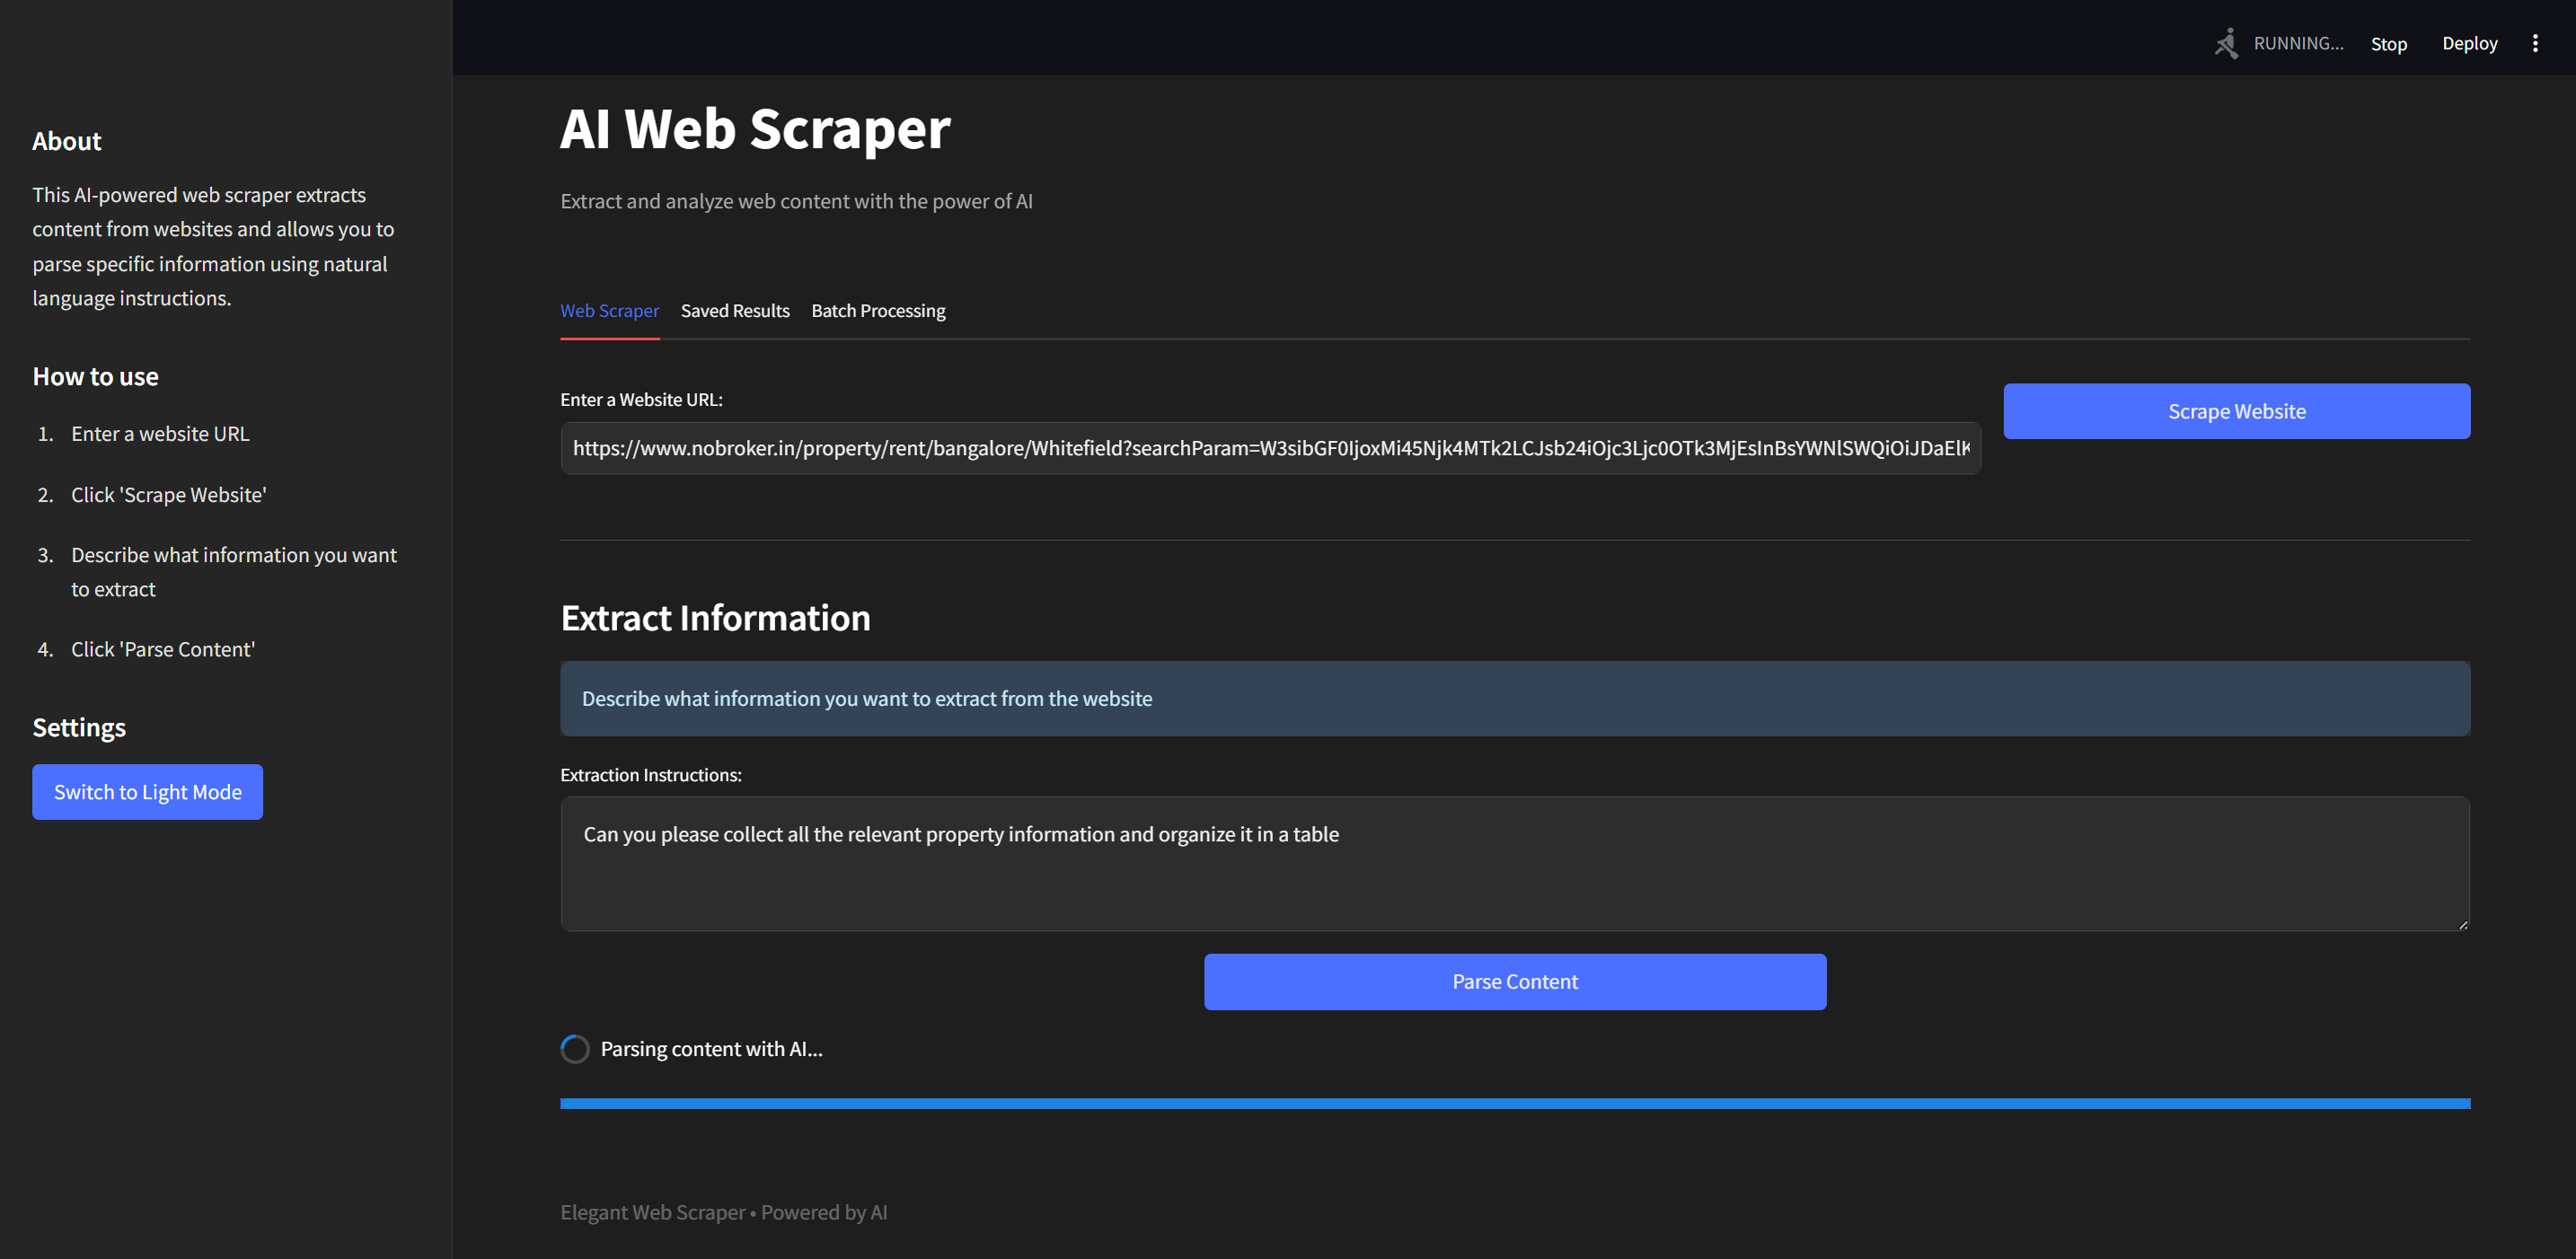 RUNNING...
Stop
Deploy
About
This AI-powered web scraper extracts
content from websites and allows you to
parse specific information using natural
language instructions.
How to use
1. Enter a website URL
2. Click 'Scrape Website'
3. Describe what information you want
to extract
4. Click 'Parse Content'
Settings
Switch to Light Mode
AI Web Scraper
Extract and analyze web content with the power of AI
Web Scraper
Saved Results
Batch Processing
Enter a Website URL:
https://www.nobroker.in/property/rent/bangalore/Whitefield?searchParam=W3sibGF0IjoxMi45Njk4MTk2LCJsb24iOjc3Ljc0OTk3MjEsInBsYWNlSWQiOiJDaElK
Scrape Website
Extract Information
Describe what information you want to extract from the website
Extraction Instructions:
Can you please collect all the relevant property information and organize it in a table
Parse Content
Parsing content with AI...
Elegant Web Scraper • Powered by AI